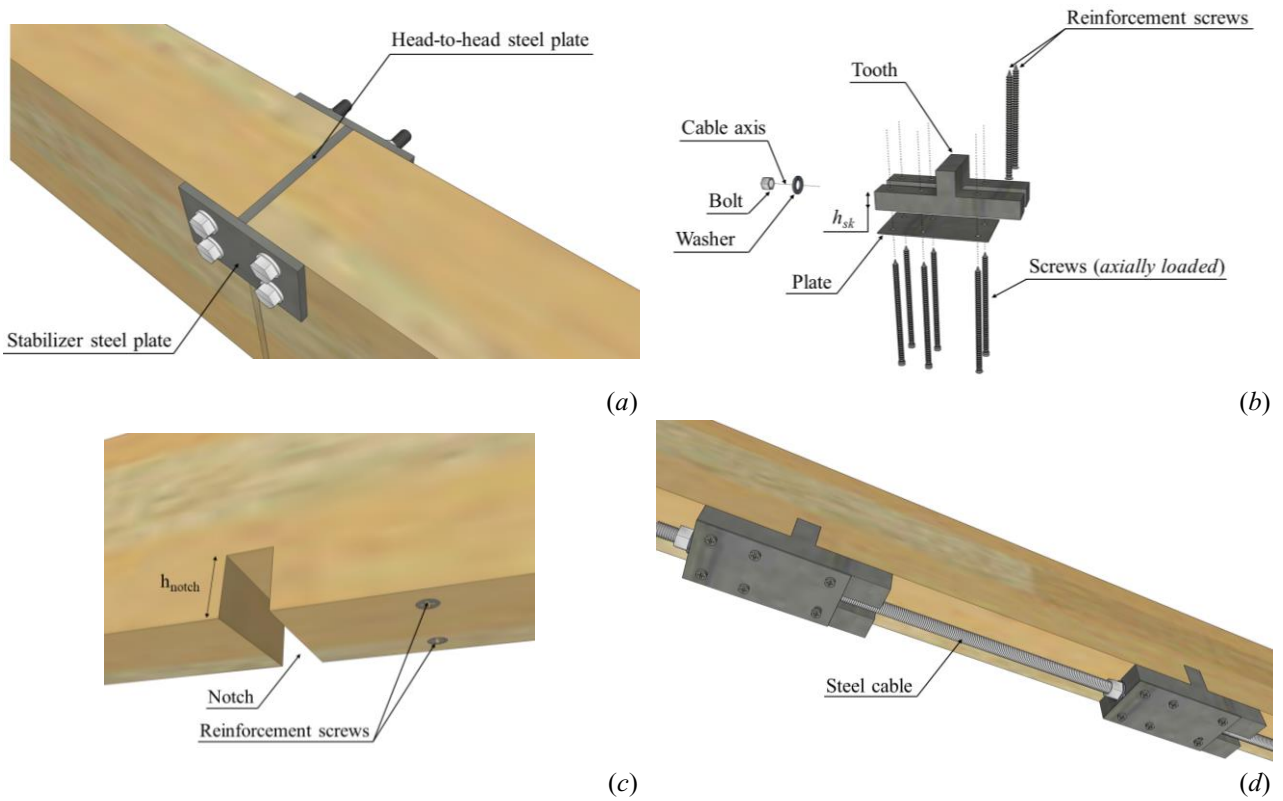 Head-to-head steel plate
Stabilizer steel plate
(a)
Reinforcement screws
Tooth
Cable axis
Bolt
h_sk
Washer
Plate
Screws (axially loaded)
(b)
h_notch
Notch
Reinforcement screws
(c)
Steel cable
(d)